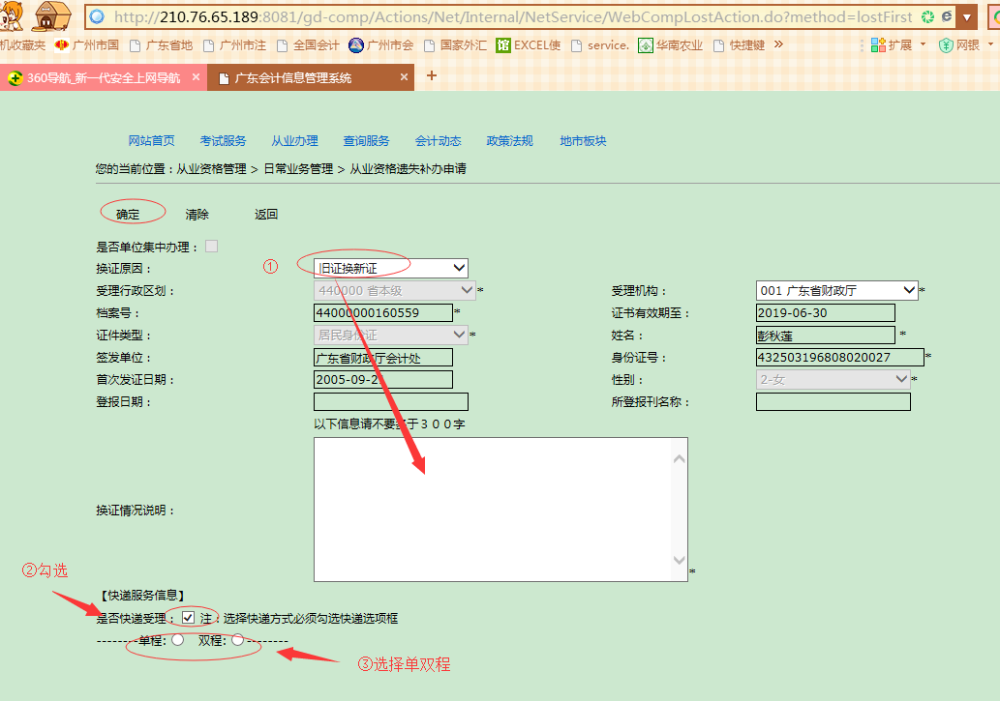 http://210.76.65.189:8081/gd-comp/Actions/Net/Internal/NetService/WebCompLostAction.do?method=lostFirst
机收藏夹 广州市国 广东省地 广州市注 全国会计 广州市会 国家外汇 EXCEL使 service. 华南农业 快捷键 » 扩展 网银
360导航_新一代安全上网导航 × 广东会计信息管理系统 × +
网站首页 考试服务 从业办理 查询服务 会计动态 政策法规 地市板块
您的当前位置：从业资格管理 > 日常业务管理 > 从业资格遗失补办申请
确定 清除 返回
是否单位集中办理：
换证原因： ① 旧证换新证
受理行政区划： 440000 省本级 * 受理机构： 001 广东省财政厅 *
档案号： 44000000160559 * 证书有效期至： 2019-06-30
证件类型： 居民身份证 * 姓名： 彭秋莲 *
签发单位： 广东省财政厅会计处 身份证号： 432503196808020027 *
首次发证日期： 2005-09-2 性别： 2-女 *
登报日期： 所登报刊名称：
以下信息请不要多于３００字
换证情况说明： *
②勾选
【快递服务信息】
是否快递受理： 注：选择快递方式必须勾选快递选项框
--------单程: 双程: --------
③选择单双程